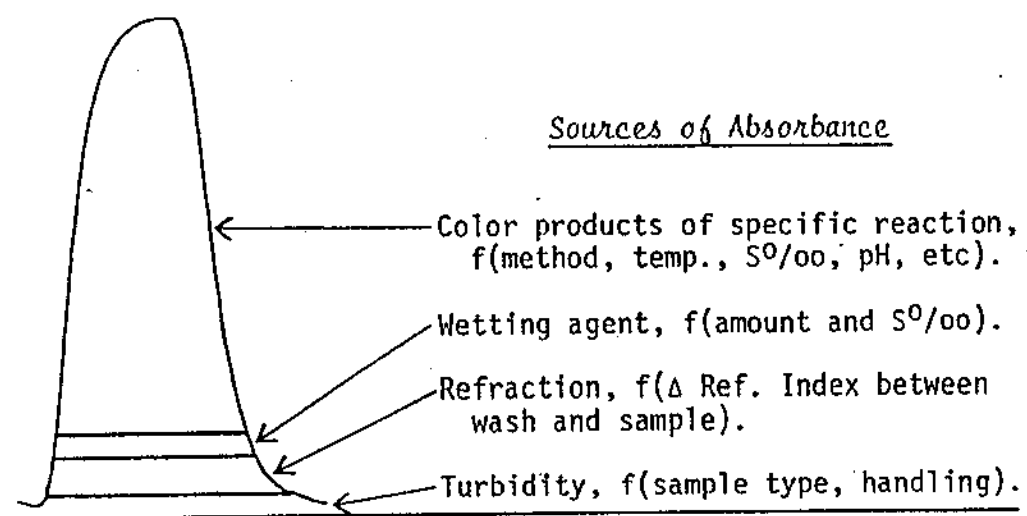 Sources of Absorbance
Color products of specific reaction,
f(method, temp., S⁰/oo, pH, etc).
Wetting agent, f(amount and S⁰/oo).
Refraction, f(Δ Ref. Index between
wash and sample).
Turbidity, f(sample type, handling).